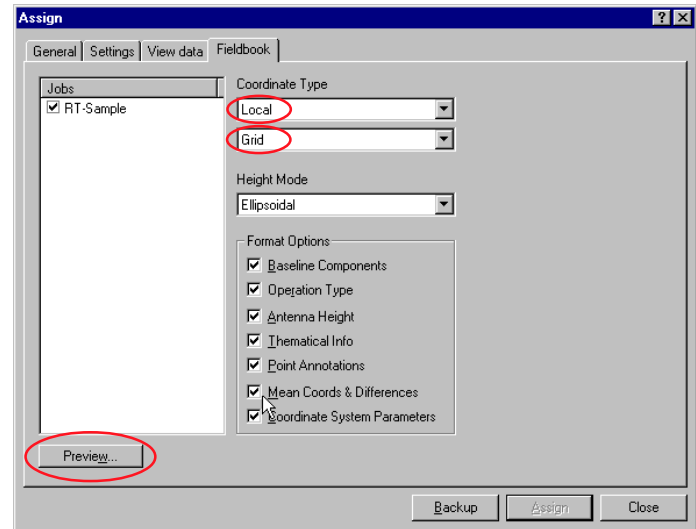 Assign
General
Settings
View data
Fieldbook
Jobs
RT-Sample
Coordinate Type
Local
Grid
Height Mode
Ellipsoidal
Format Options
Baseline Components
Operation Type
Antenna Height
Thematical Info
Point Annotations
Mean Coords & Differences
Coordinate System Parameters
Preview...
Backup
Assign
Close